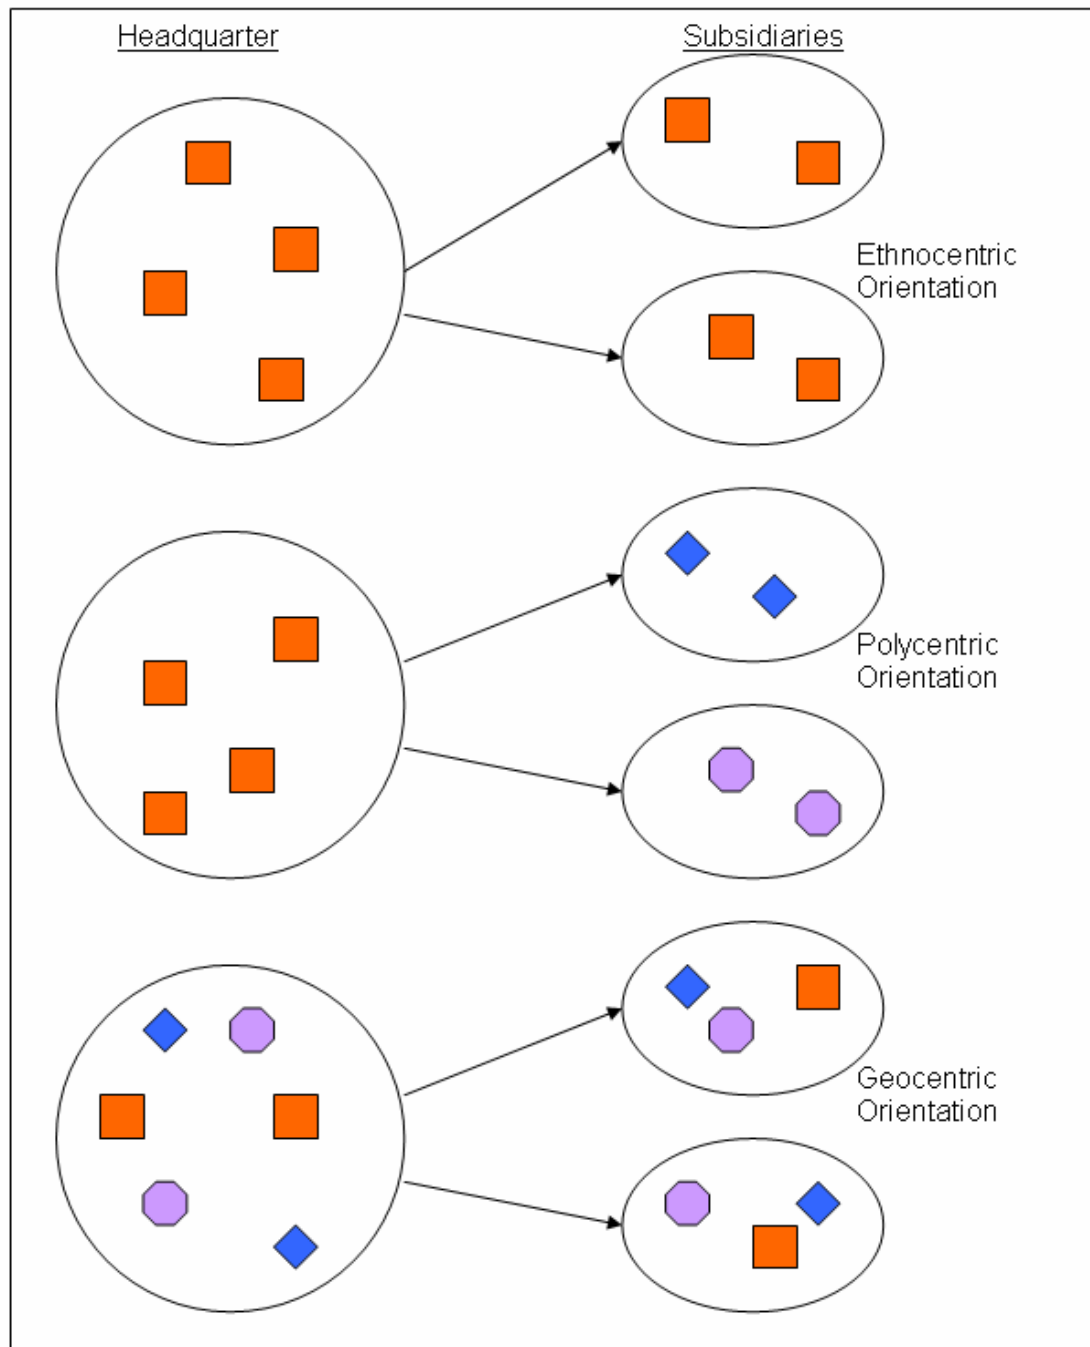 Headquarter
Subsidiaries
Ethnocentric
Orientation
Polycentric
Orientation
Geocentric
Orientation